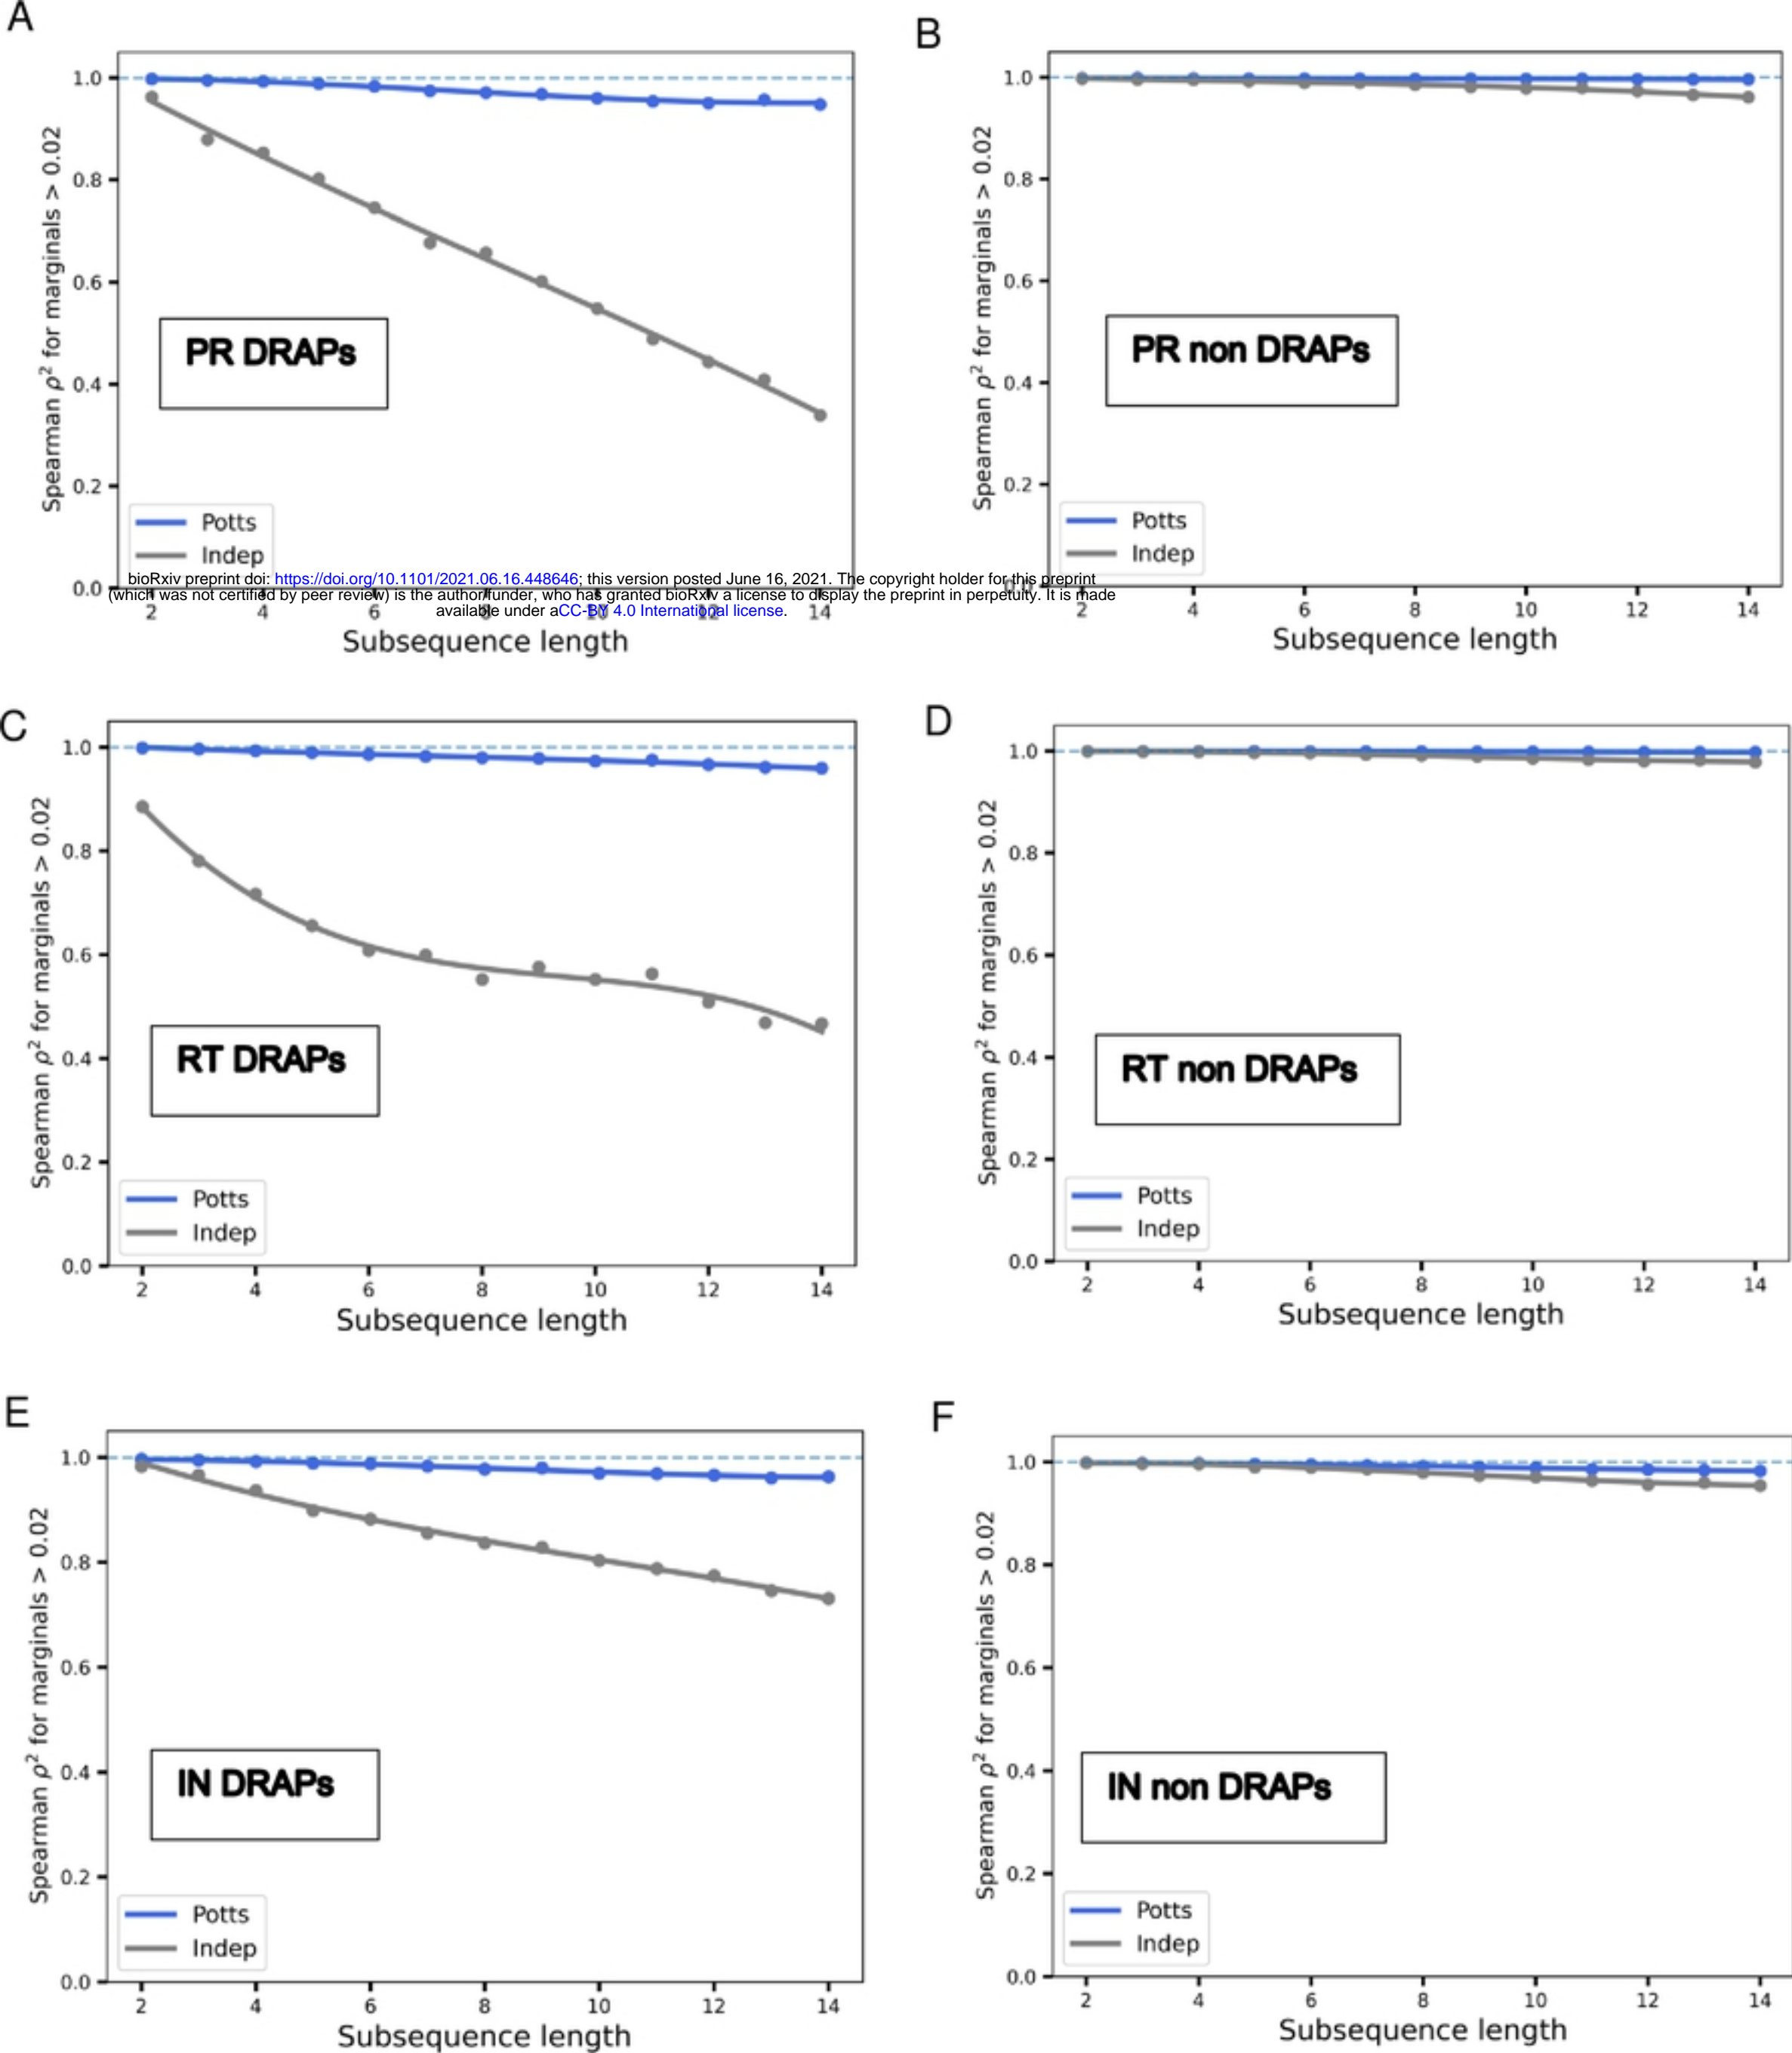 A
Spearman ρ² for marginals > 0.02
1.0
0.8
0.6
0.4
0.2
0.0
PR DRAPs
Potts
Indep
2 4 6 8 10 12 14
Subsequence length
B
Spearman ρ² for marginals > 0.02
1.0
0.8
0.6
0.4
0.2
0.0
PR non DRAPs
Potts
Indep
2 4 6 8 10 12 14
Subsequence length
bioRxiv preprint doi: https://doi.org/10.1101/2021.06.16.448646; this version posted June 16, 2021. The copyright holder for this preprint
(which was not certified by peer review) is the author/funder, who has granted bioRxiv a license to display the preprint in perpetuity. It is made
available under aCC-BY 4.0 International license.
C
Spearman ρ² for marginals > 0.02
1.0
0.8
0.6
0.4
0.2
0.0
RT DRAPs
Potts
Indep
2 4 6 8 10 12 14
Subsequence length
D
Spearman ρ² for marginals > 0.02
1.0
0.8
0.6
0.4
0.2
0.0
RT non DRAPs
Potts
Indep
2 4 6 8 10 12 14
Subsequence length
E
Spearman ρ² for marginals > 0.02
1.0
0.8
0.6
0.4
0.2
0.0
IN DRAPs
Potts
Indep
2 4 6 8 10 12 14
Subsequence length
F
Spearman ρ² for marginals > 0.02
1.0
0.8
0.6
0.4
0.2
0.0
IN non DRAPs
Potts
Indep
2 4 6 8 10 12 14
Subsequence length